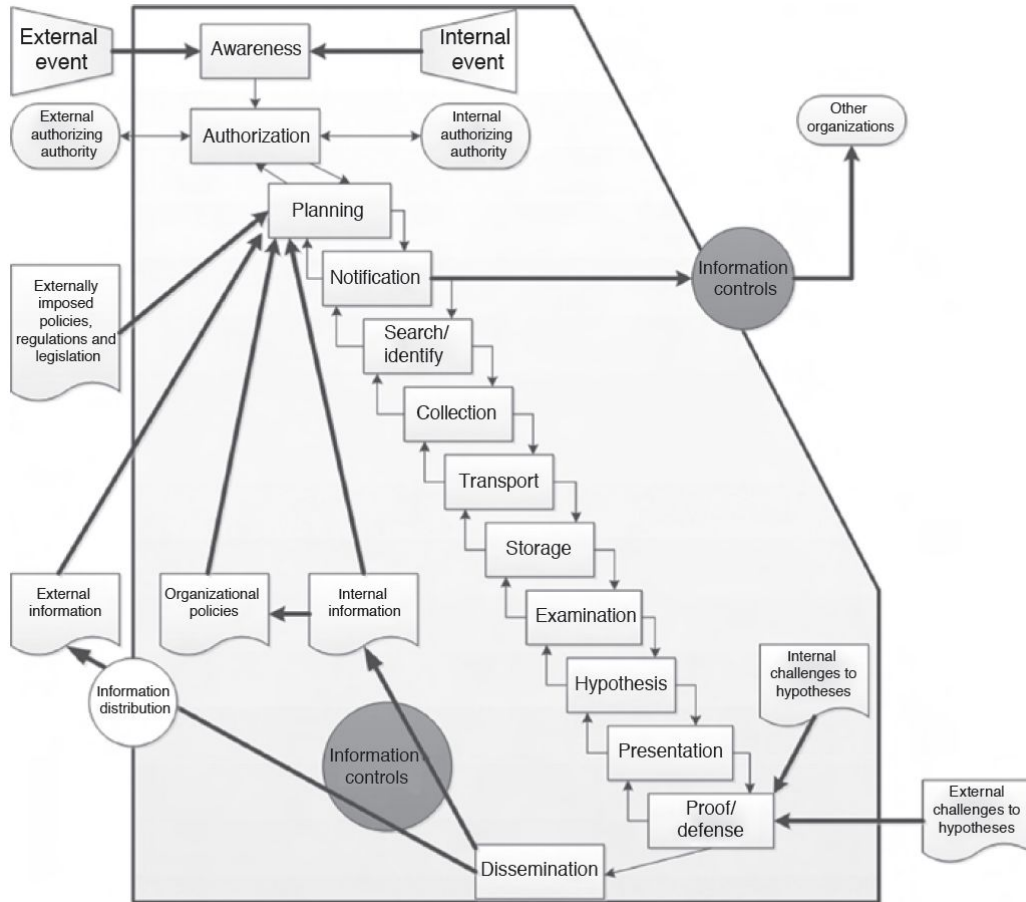 External
event
Awareness
Internal
event
External
authorizing
authority
Authorization
Internal
authorizing
authority
Other
organizations
Planning
Externally
imposed
policies,
regulations and
legislation
Notification
Information
controls
Search/
identify
Collection
Transport
Storage
External
information
Organizational
policies
Internal
information
Examination
Information
distribution
Hypothesis
Internal
challenges to
hypotheses
Information
controls
Presentation
Proof/
defense
External
challenges to
hypotheses
Dissemination